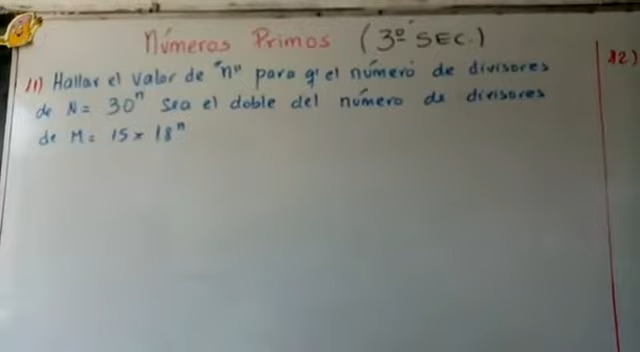 Números Primos (3º SEC.)
11) Hallar el valor de "n" para q' el número de divisores
de N = 30ⁿ sea el doble del número de divisores
de M = 15 × 18ⁿ
12)